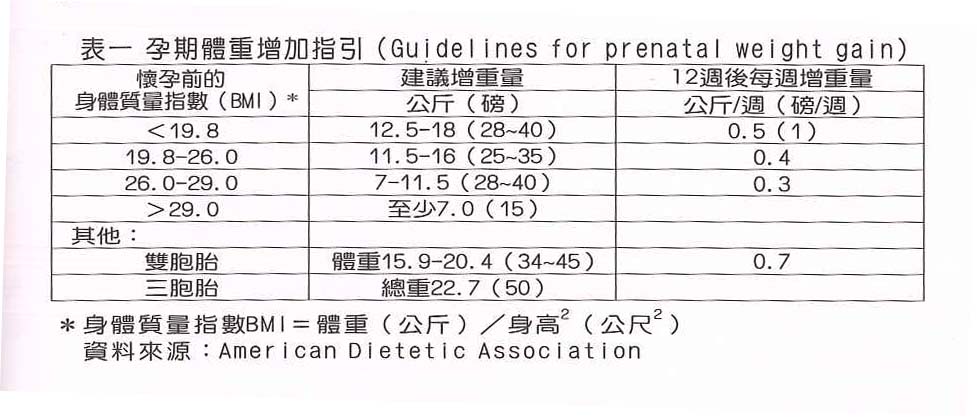 表一 孕期體重增加指引（Guidelines for prenatal weight gain）
懷孕前的 建議增重量 12週後每週增重量
身體質量指數（BMI）* 公斤（磅） 公斤/週（磅/週）
＜19.8 12.5-18（28~40） 0.5（1）
19.8-26.0 11.5-16（25~35） 0.4
26.0-29.0 7-11.5（28~40） 0.3
＞29.0 至少7.0（15）
其他：
雙胞胎 體重15.9-20.4（34~45） 0.7
三胞胎 總重22.7（50）
* 身體質量指數BMI＝體重（公斤）／身高²（公尺²）
資料來源：American Dietetic Association